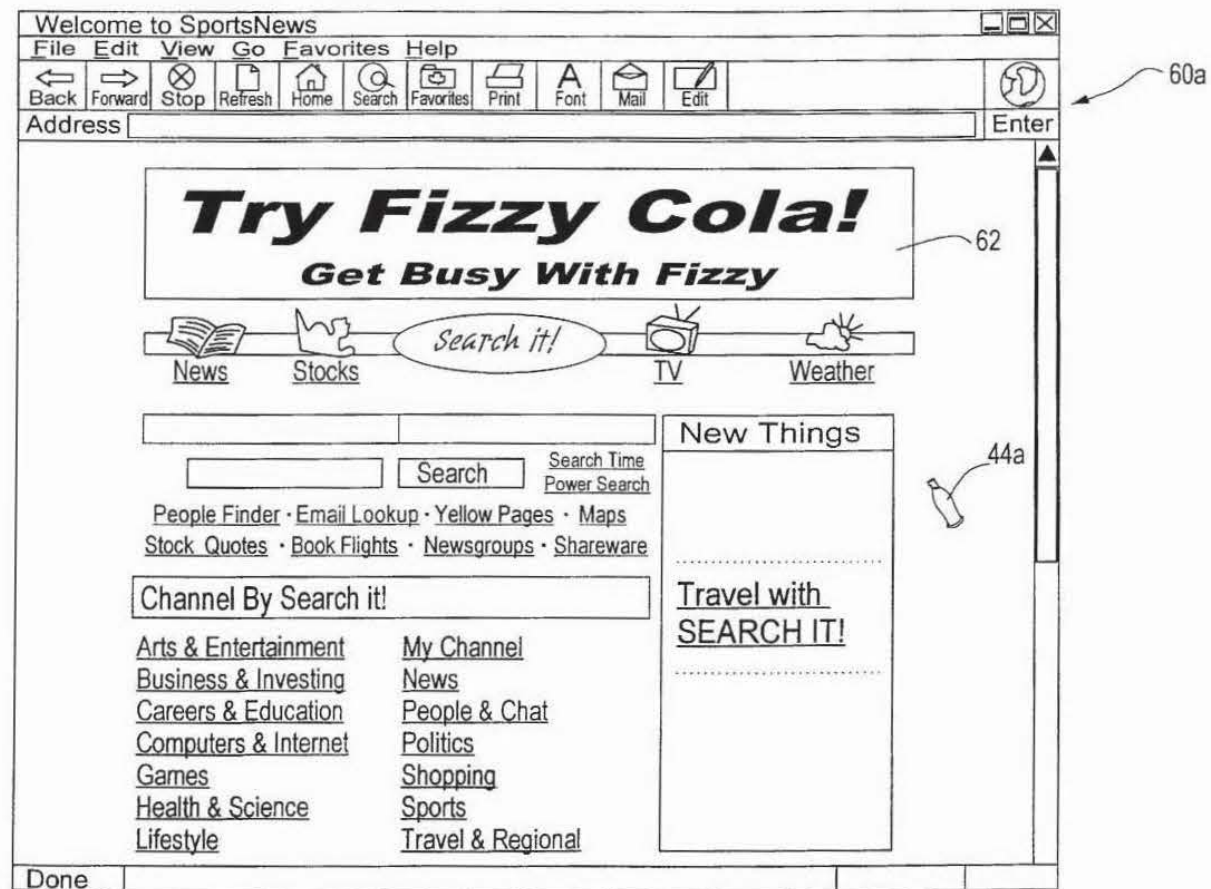 Welcome to SportsNews
File Edit View Go Favorites Help
Back Forward Stop Refresh Home Search Favorites Print Font Mail Edit
60a
Address Enter
Try Fizzy Cola!
62
Get Busy With Fizzy
Search it!
News Stocks TV Weather
New Things
44a
Search Search Time
Power Search
People Finder · Email Lookup · Yellow Pages · Maps
Stock Quotes · Book Flights · Newsgroups · Shareware
Channel By Search it!
Travel with
SEARCH IT!
Arts & Entertainment My Channel
Business & Investing News
Careers & Education People & Chat
Computers & Internet Politics
Games Shopping
Health & Science Sports
Lifestyle Travel & Regional
Done